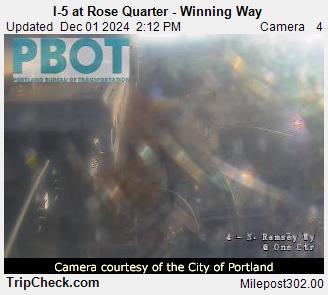 I-5 at Rose Quarter - Winning Way
Updated Dec 01 2024 2:12 PM Camera 4
PBOT
PORTLAND BUREAU OF TRANSPORTATION
4 - N. Ramsey Wy
@ One Ctr
Camera courtesy of the City of Portland
TripCheck.com Milepost302.00